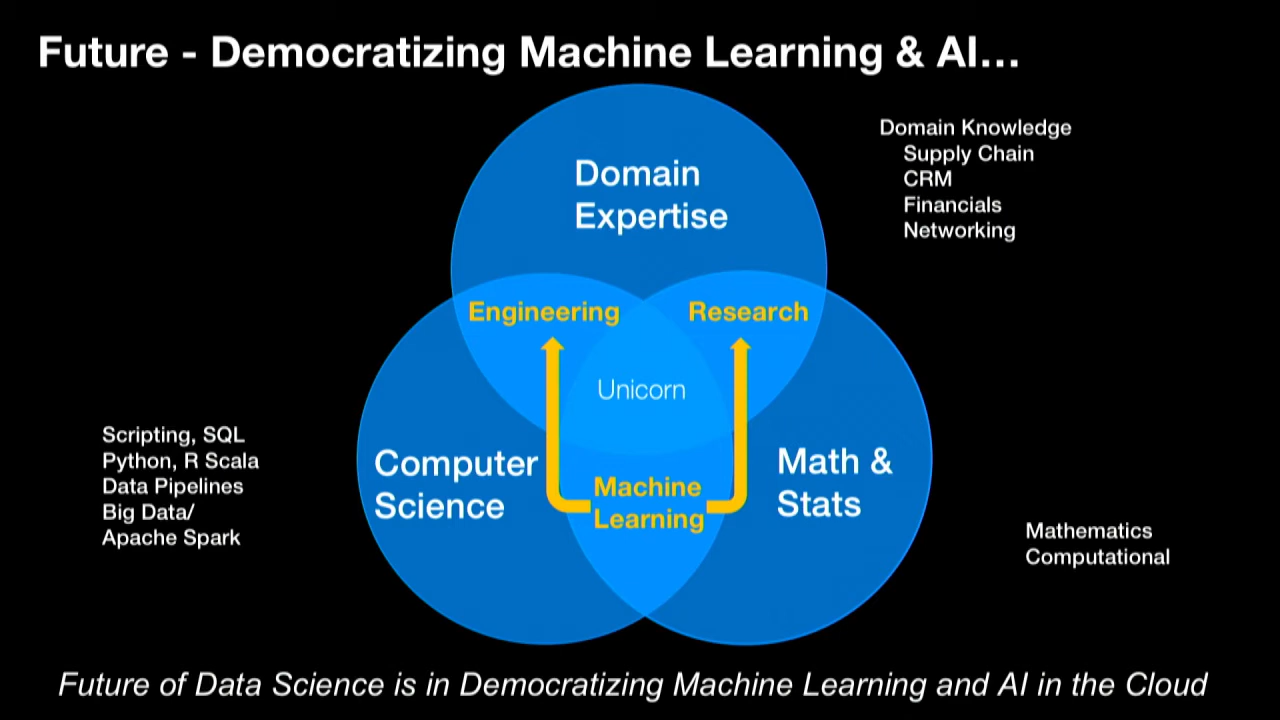 Future - Democratizing Machine Learning & AI...
Domain Knowledge
Supply Chain
CRM
Financials
Networking
Domain
Expertise
Engineering
Research
Unicorn
Scripting, SQL
Python, R Scala
Data Pipelines
Big Data/
Apache Spark
Computer
Science
Machine
Learning
Math &
Stats
Mathematics
Computational
Future of Data Science is in Democratizing Machine Learning and AI in the Cloud